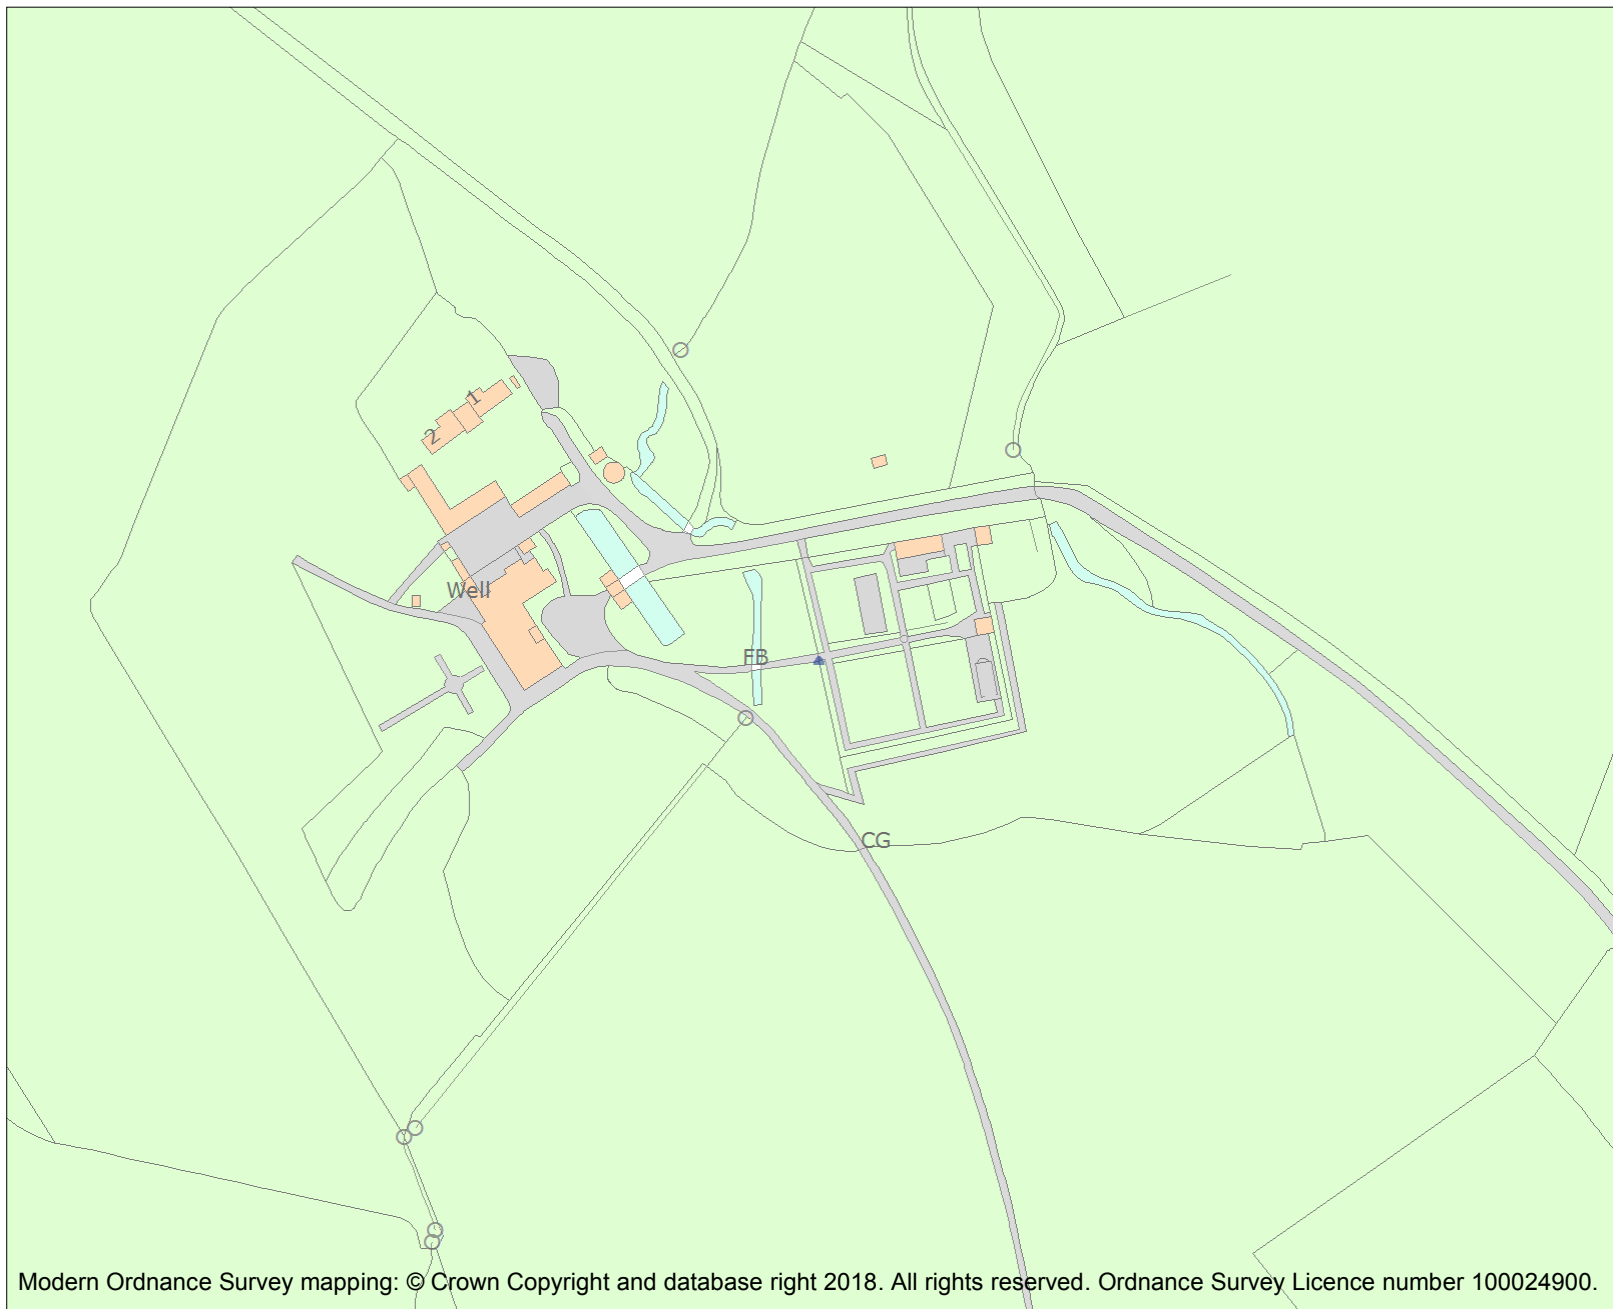 1
2
Well
FB
CG
Modern Ordnance Survey mapping: © Crown Copyright and database right 2018. All rights reserved. Ordnance Survey Licence number 100024900.